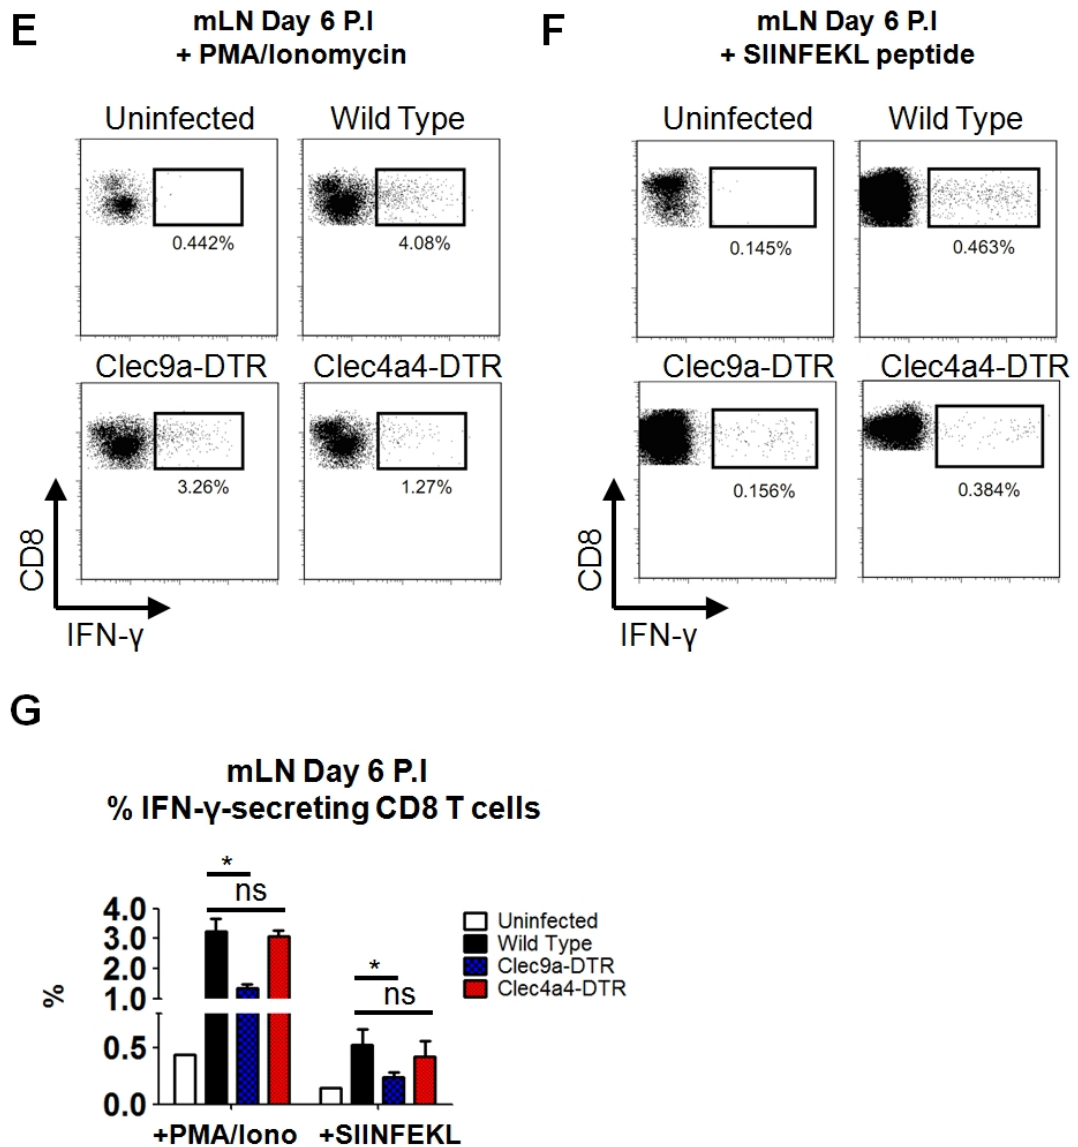 E
mLN Day 6 P.I
+ PMA/Ionomycin
Uninfected
Wild Type
0.442%
4.08%
Clec9a-DTR
Clec4a4-DTR
3.26%
1.27%
CD8
IFN-γ
F
mLN Day 6 P.I
+ SIINFEKL peptide
Uninfected
Wild Type
0.145%
0.463%
Clec9a-DTR
Clec4a4-DTR
0.156%
0.384%
CD8
IFN-γ
G
mLN Day 6 P.I
% IFN-γ-secreting CD8 T cells
*
ns
*
ns
4.0
3.0
2.0
1.0
1.0
0.5
0.0
%
Uninfected
Wild Type
Clec9a-DTR
Clec4a4-DTR
+PMA/Iono
+SIINFEKL